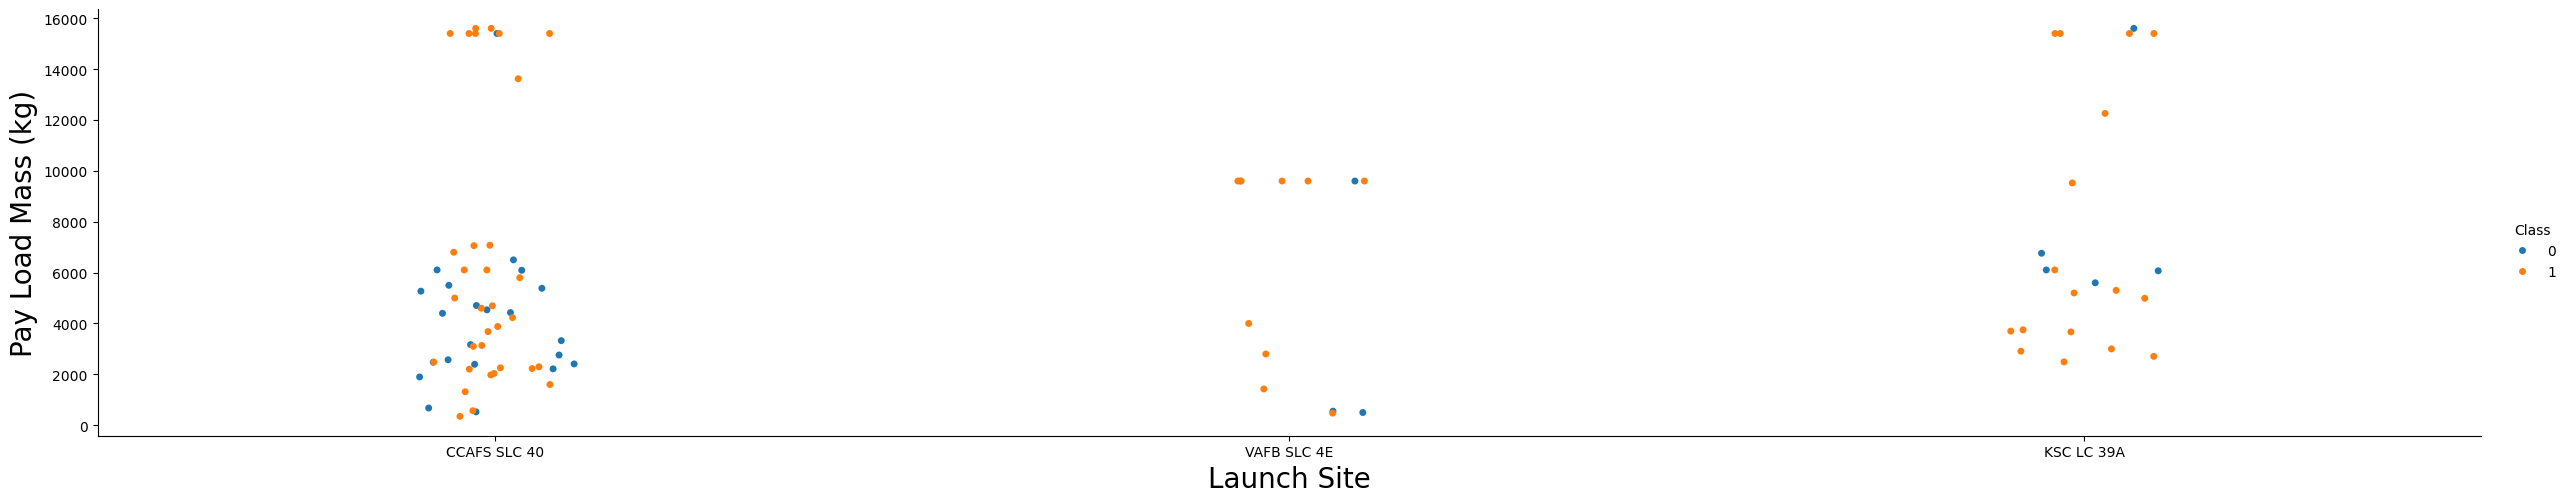 Pay Load Mass (kg)
16000
14000
12000
10000
8000
6000
4000
2000
0
CCAFS SLC 40
VAFB SLC 4E
KSC LC 39A
Launch Site
Class
0
1